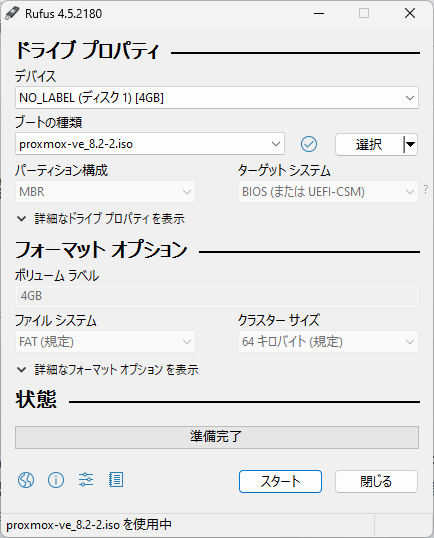 Rufus 4.5.2180
ドライブ プロパティ
デバイス
NO_LABEL (ディスク 1) [4GB]
ブートの種類
proxmox-ve_8.2-2.iso
選択
パーティション構成
ターゲット システム
MBR
BIOS (または UEFI-CSM)
?
詳細なドライブ プロパティを表示
フォーマット オプション
ボリューム ラベル
4GB
ファイル システム
クラスター サイズ
FAT (規定)
64 キロバイト (規定)
詳細なフォーマット オプション を表示
状態
準備完了
スタート
閉じる
proxmox-ve_8.2-2.iso を使用中